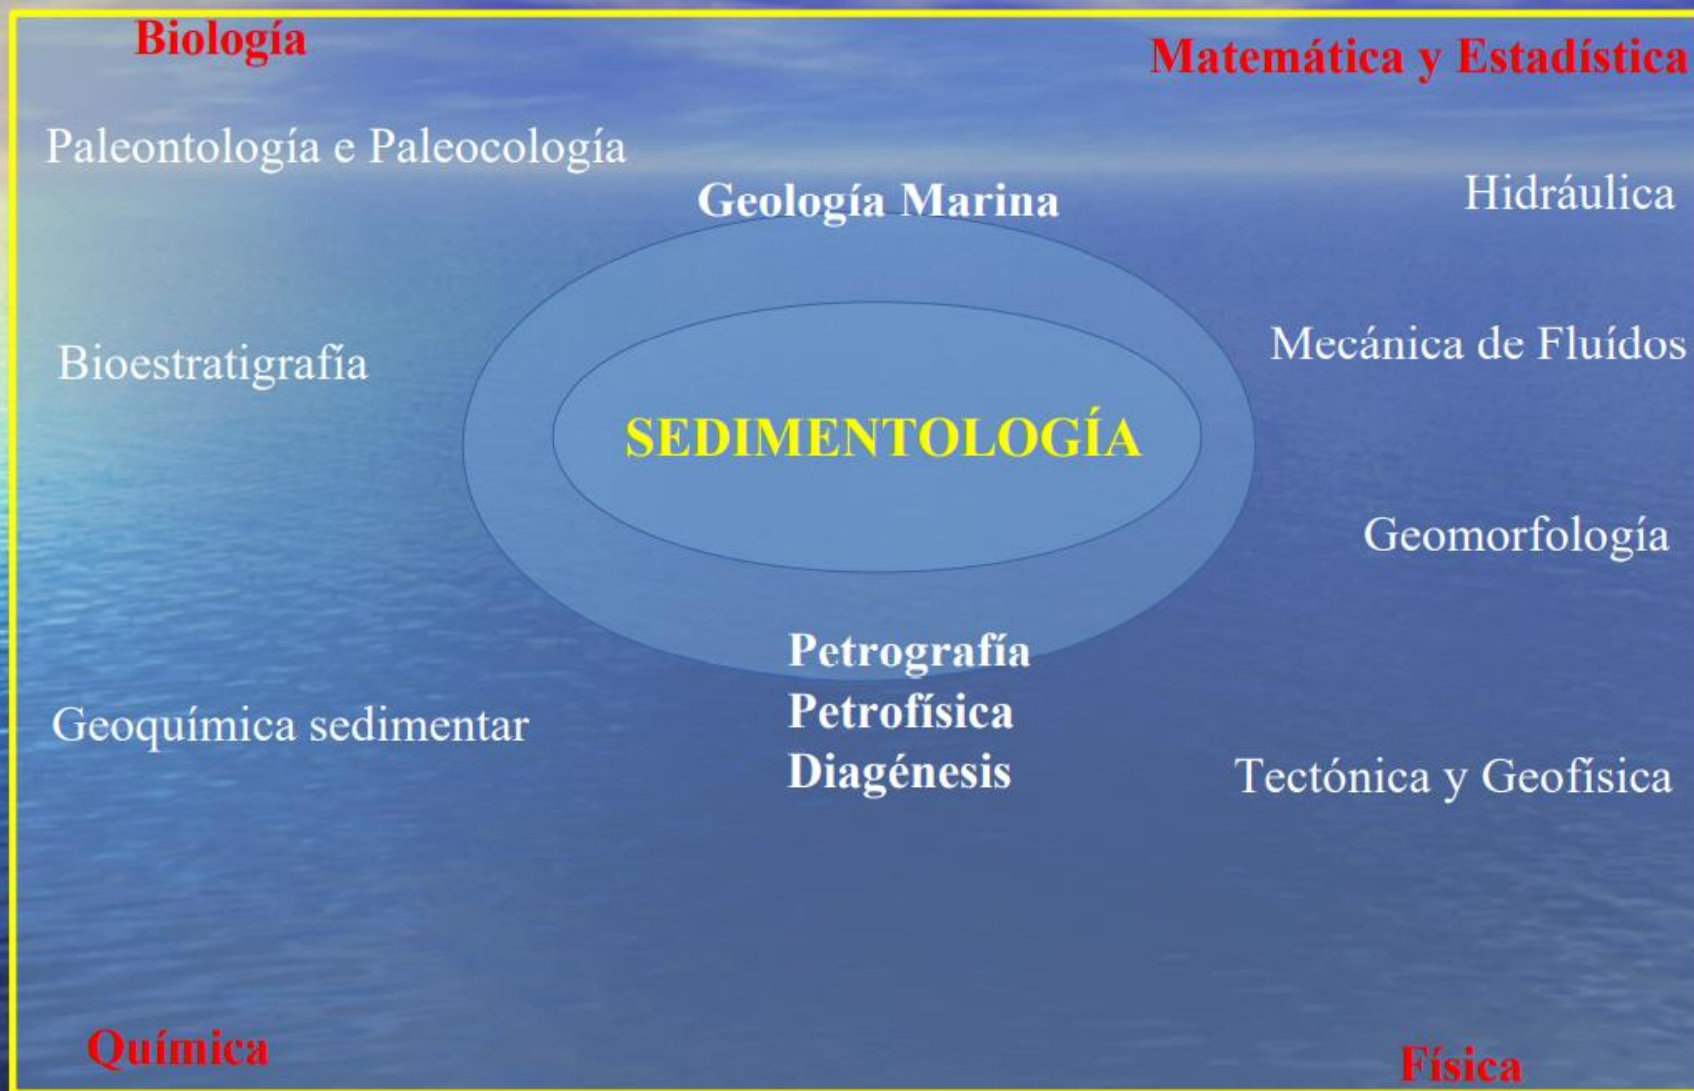 Biología
Matemática y Estadística
Paleontología e Paleocología
Geología Marina
Hidráulica
Mecánica de Fluídos
Bioestratigrafía
SEDIMENTOLOGÍA
Geomorfología
Petrografía
Petrofísica
Diagénesis
Geoquímica sedimentar
Tectónica y Geofísica
Química
Física